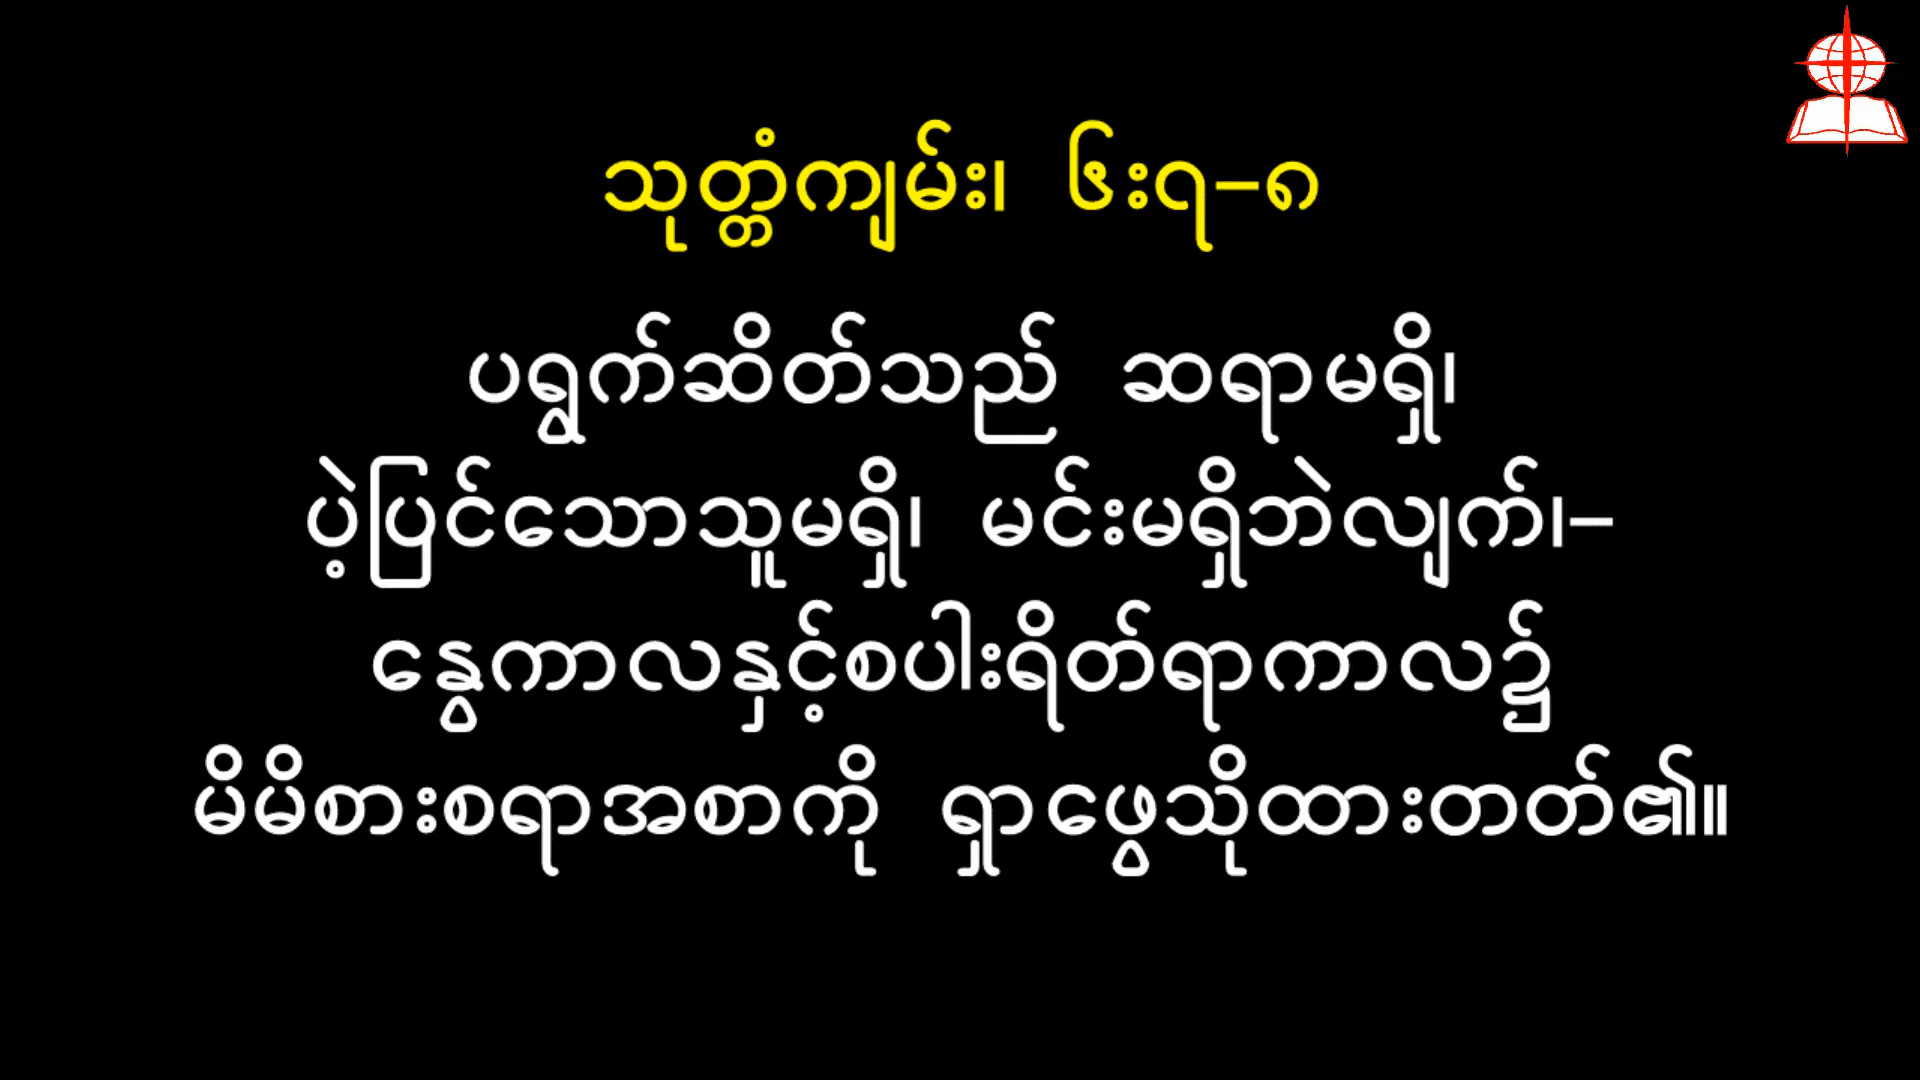 သုတ္တံကျမ်း၊ ၆း၇-၈
ပရွက်ဆိတ်သည် ဆရာမရှိ၊
ပဲ့ပြင်သောသူမရှိ၊ မင်းမရှိဘဲလျက်၊-
နွေကာလနှင့်စပါးရိတ်ရာကာလ၌
မိမိစားစရာအစာကို ရှာဖွေသိုထားတတ်၏။